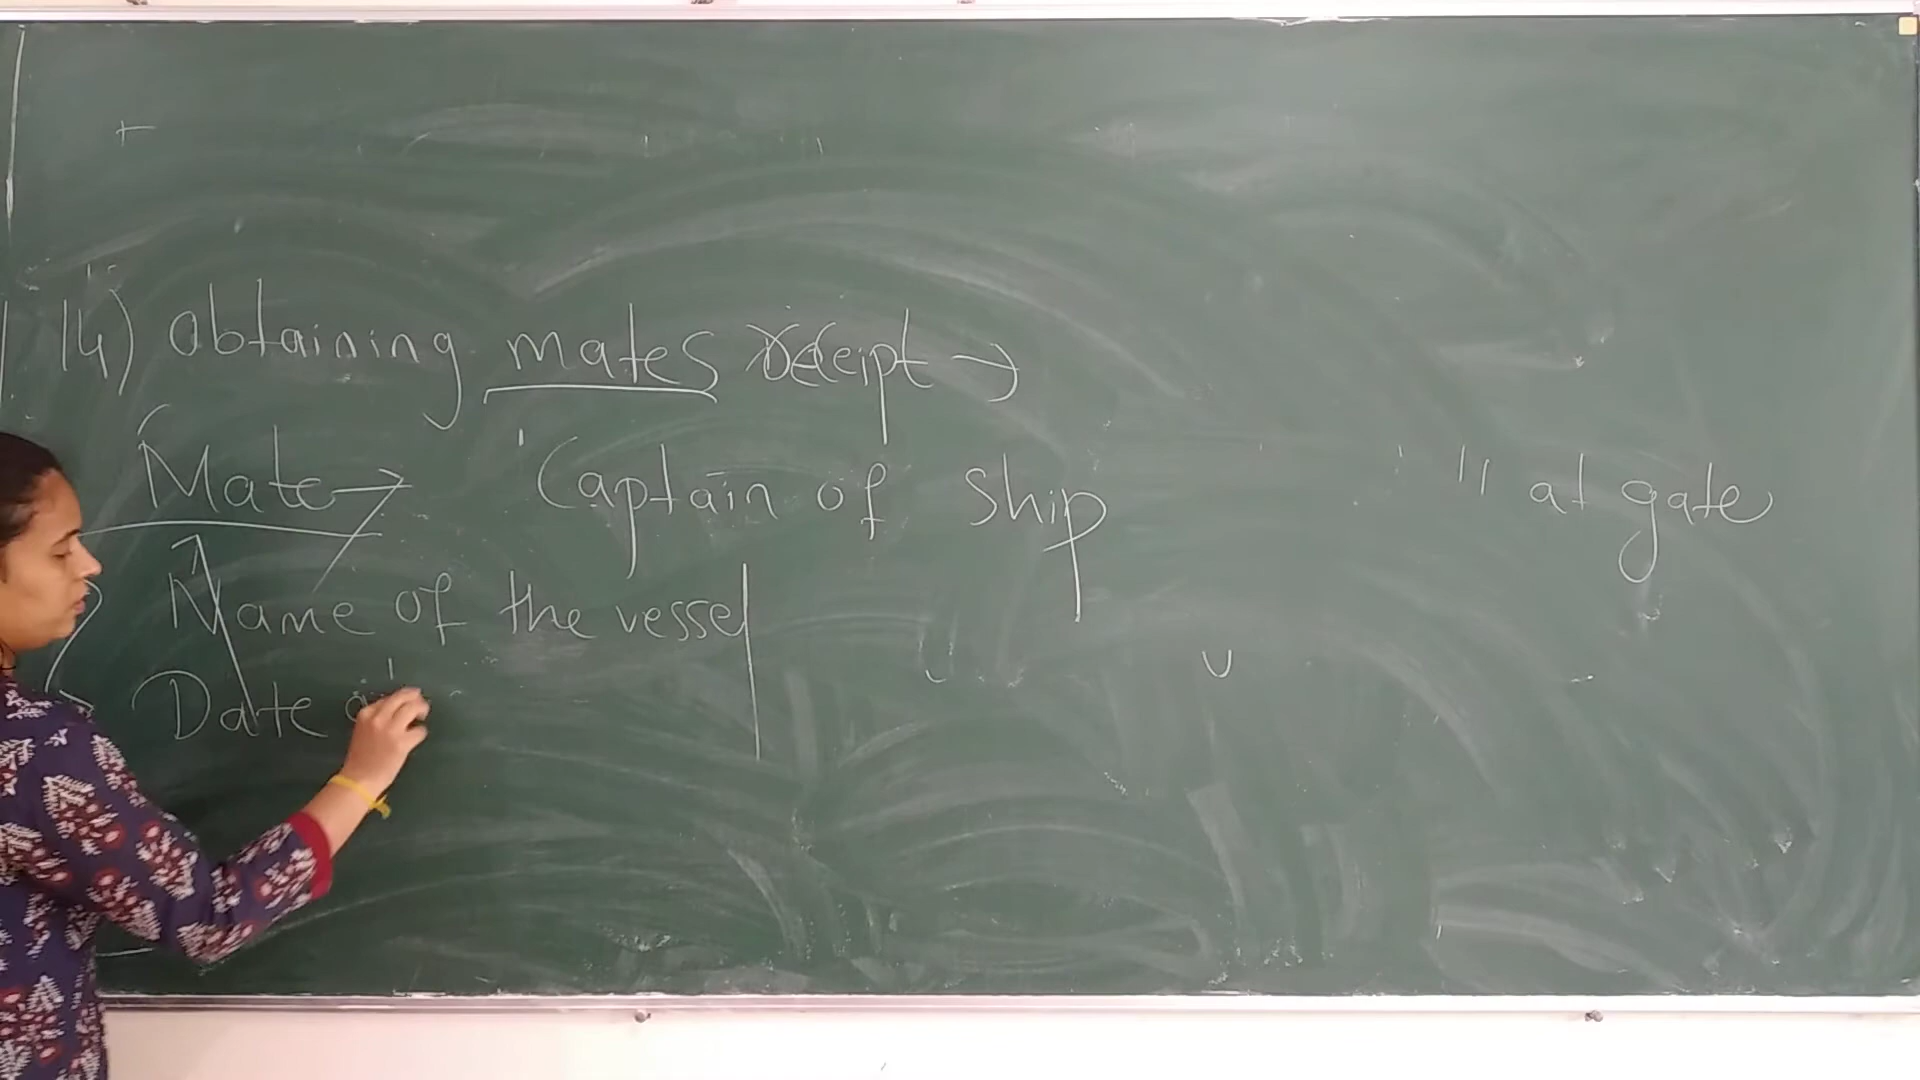 14) Obtaining mates receipt →
Mate → Captain of Ship
" at gate
Name of the vessel
Date